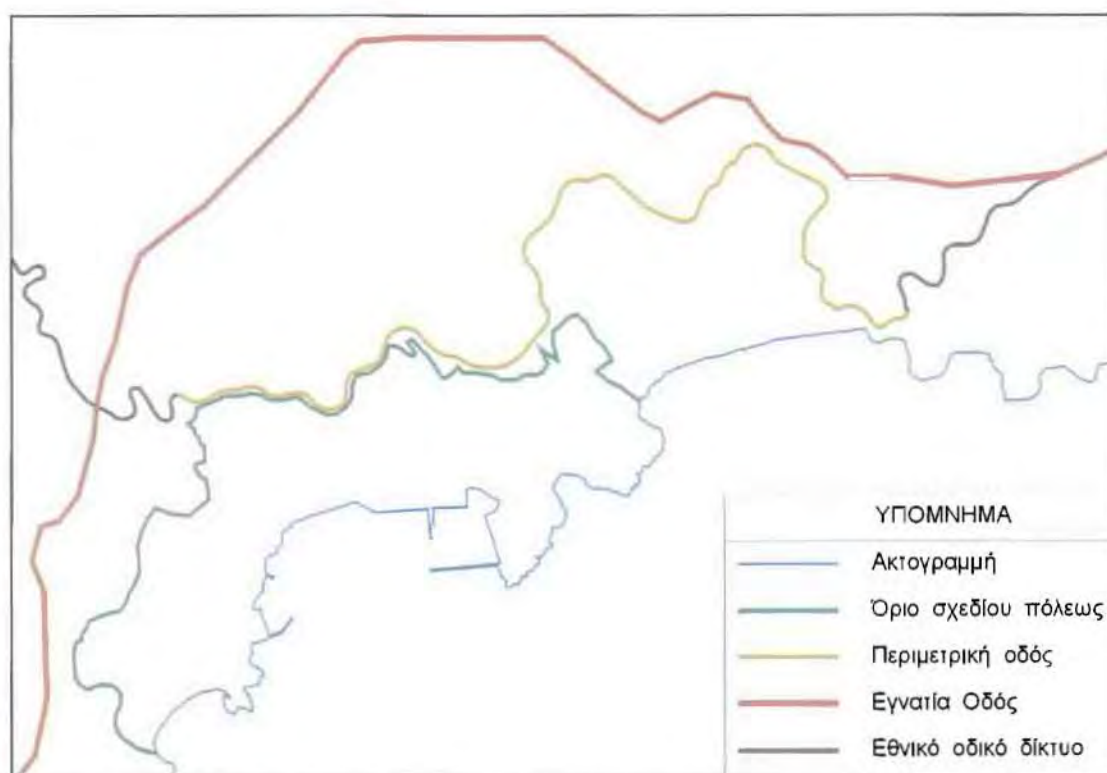 ΥΠΟΜΝΗΜΑ
Ακτογραμμή
Όριο σχεδίου πόλεως
Περιμετρική οδός
Εγνατία Οδός
Εθνικό οδικό δίκτυο